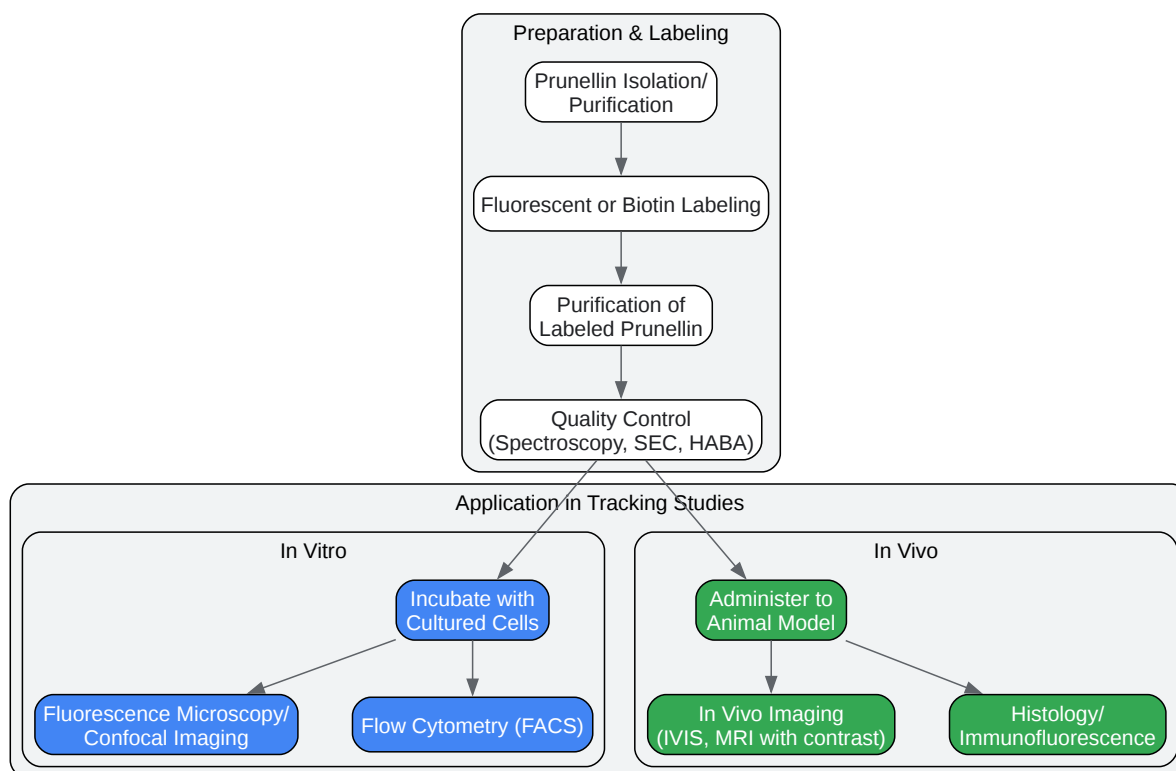 Preparation & Labeling
Prunellin Isolation/
Purification
Fluorescent or Biotin Labeling
Purification of
Labeled Prunellin
Quality Control
(Spectroscopy, SEC, HABA)
Application in Tracking Studies
In Vitro
Incubate with
Cultured Cells
Fluorescence Microscopy/
Confocal Imaging
Flow Cytometry (FACS)
In Vivo
Administer to
Animal Model
In Vivo Imaging
(IVIS, MRI with contrast)
Histology/
Immunofluorescence